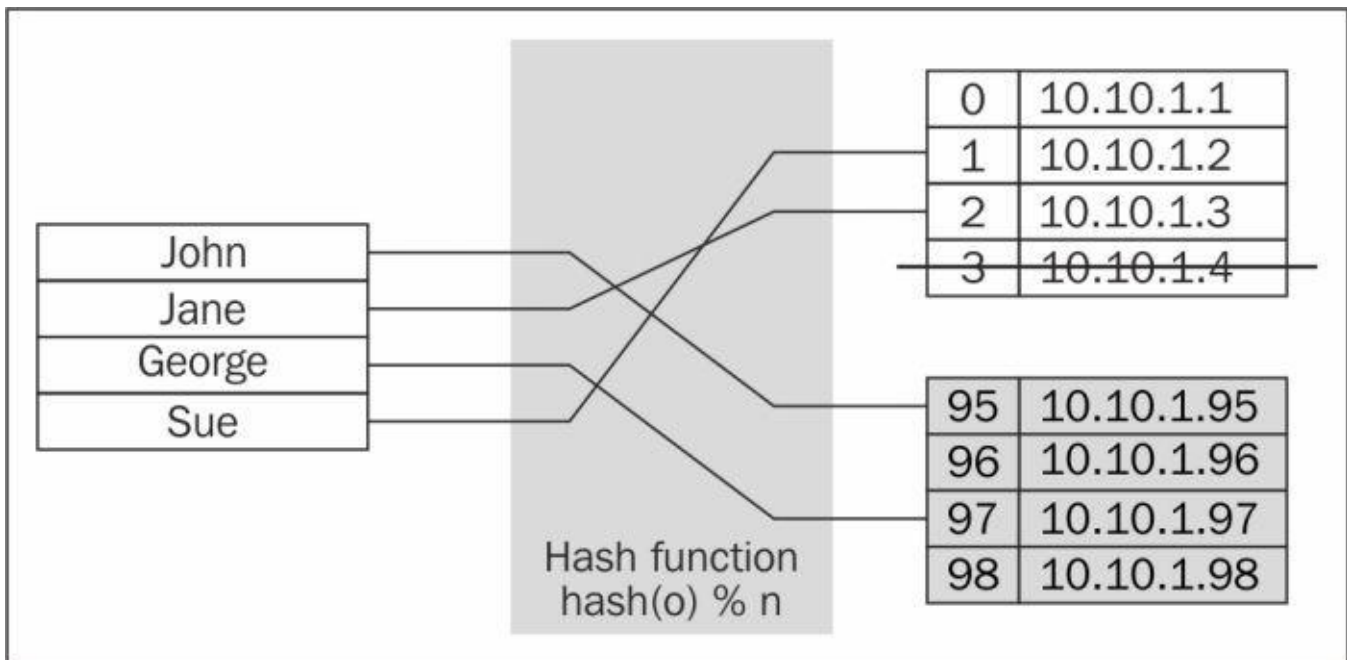 John
Jane
George
Sue
Hash function
hash(o) % n
0 10.10.1.1
1 10.10.1.2
2 10.10.1.3
3 10.10.1.4
95 10.10.1.95
96 10.10.1.96
97 10.10.1.97
98 10.10.1.98